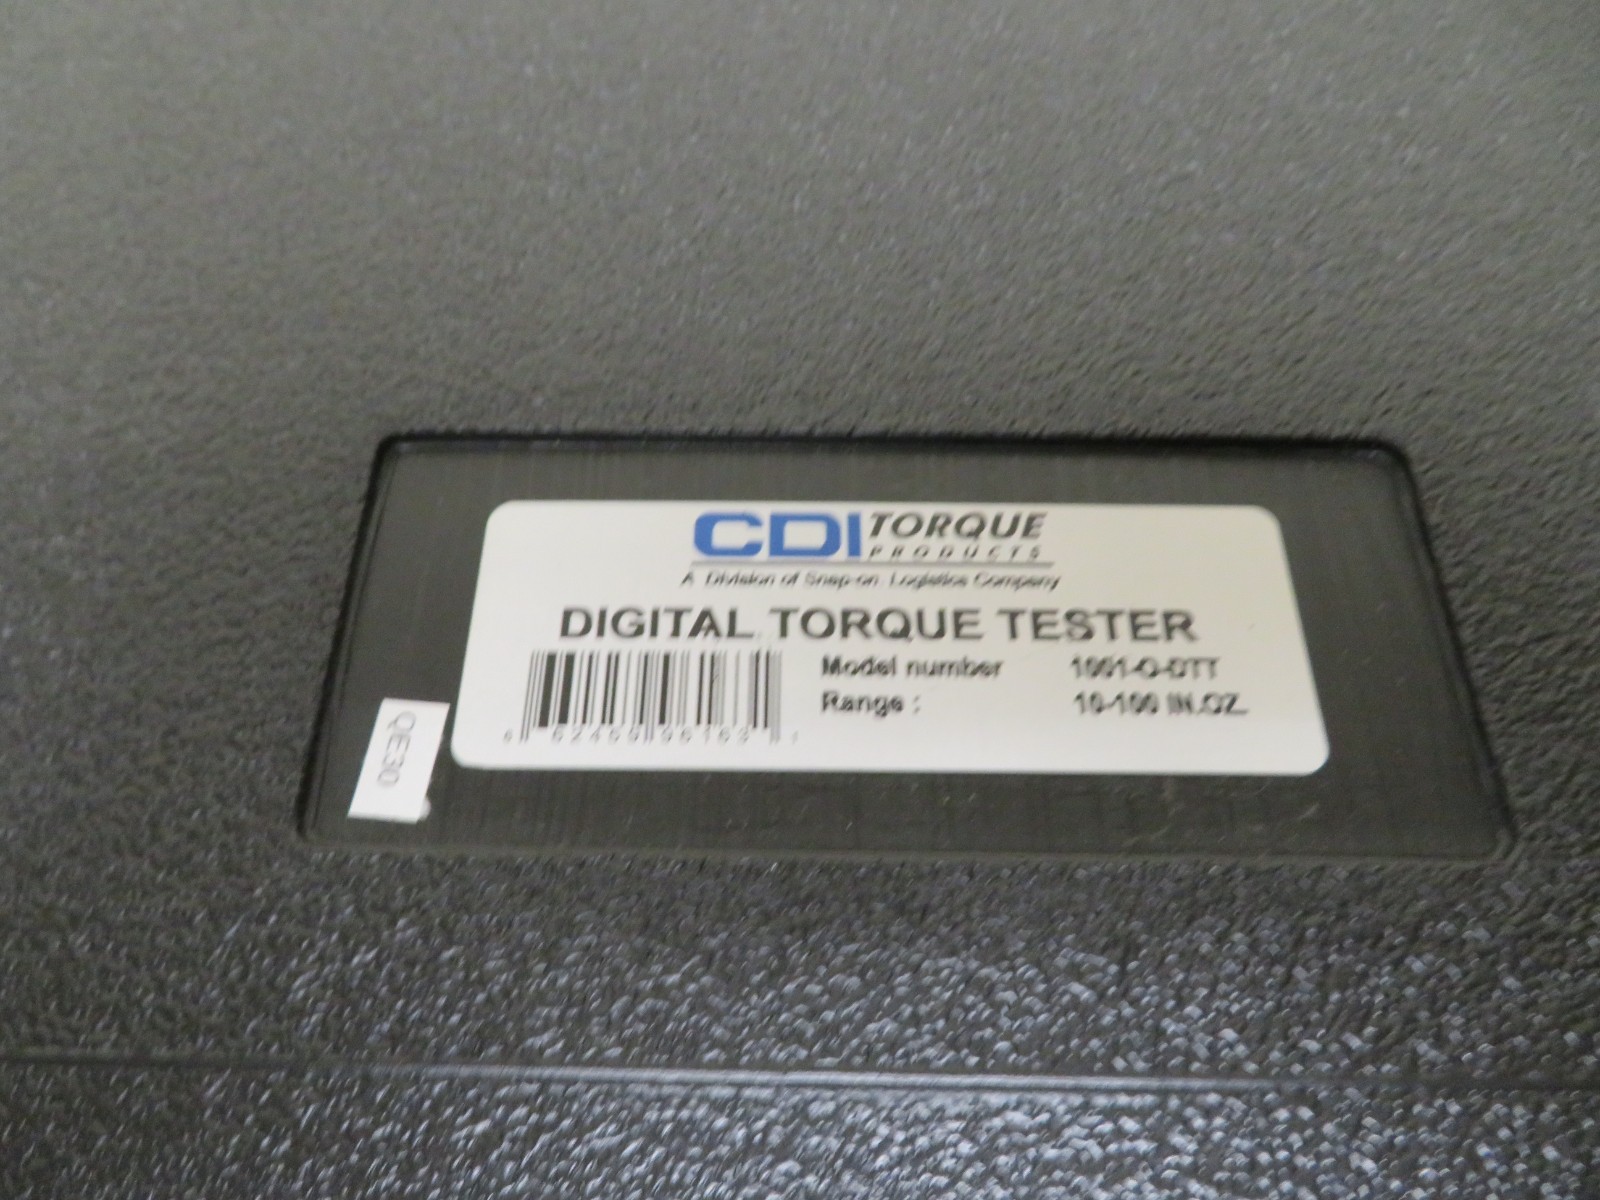 CDI TORQUE
PRODUCTS
A Division of Snap-on Logistics Company
DIGITAL TORQUE TESTER
Model number 1001-O-DTT
Range : 10-100 IN.OZ.
QE30